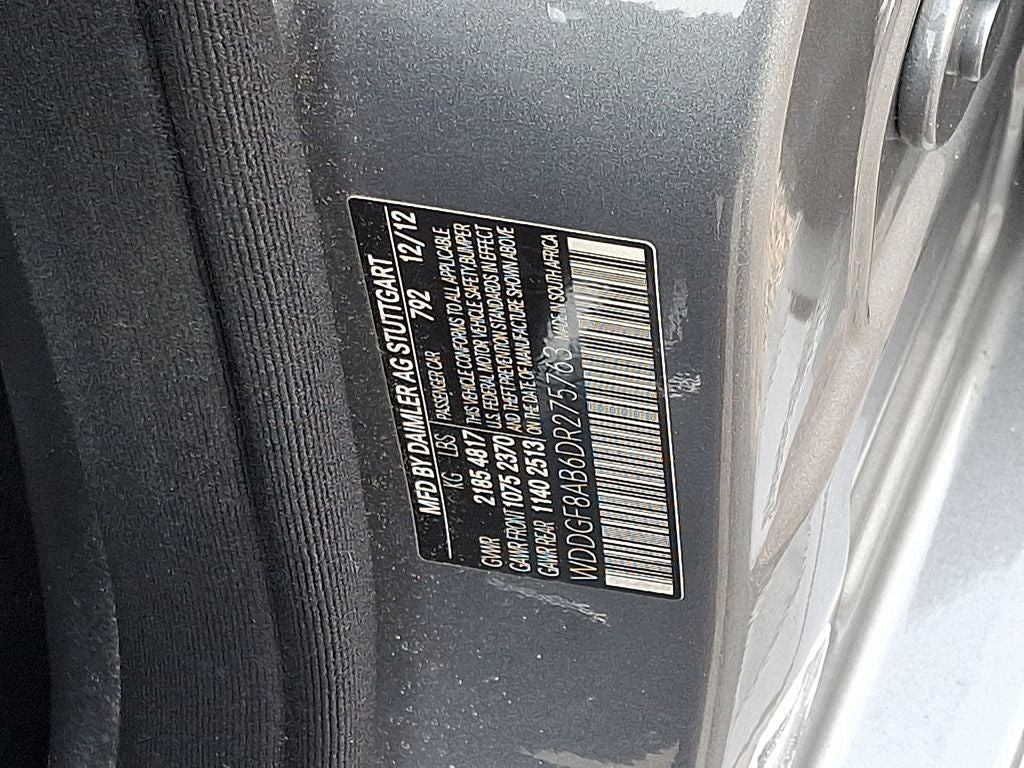 MFD BY DAIMLER AG STUTTGART
KG LBS PASSENGER CAR 792 12/12
GVWR 2185 4817 THIS VEHICLE CONFORMS TO ALL APPLICABLE
GAWR FRONT 1075 2370 U.S. FEDERAL MOTOR VEHICLE SAFETY, BUMPER
GAWR REAR 1140 2513 AND THEFT PREVENTION STANDARDS IN EFFECT
ON THE DATE OF MANUFACTURE SHOWN ABOVE
WDDGF8AB6DR275763 MADE IN SOUTH AFRICA